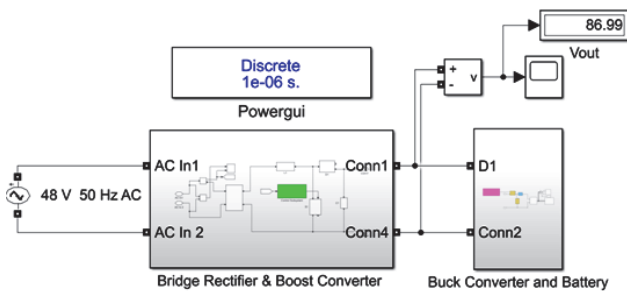 86.99
Vout
Discrete
1e-06 s.
Powergui
+
-
v
AC In1
Conn1
D1
48 V 50 Hz AC
AC In 2
Conn4
Conn2
Bridge Rectifier & Boost Converter
Buck Converter and Battery